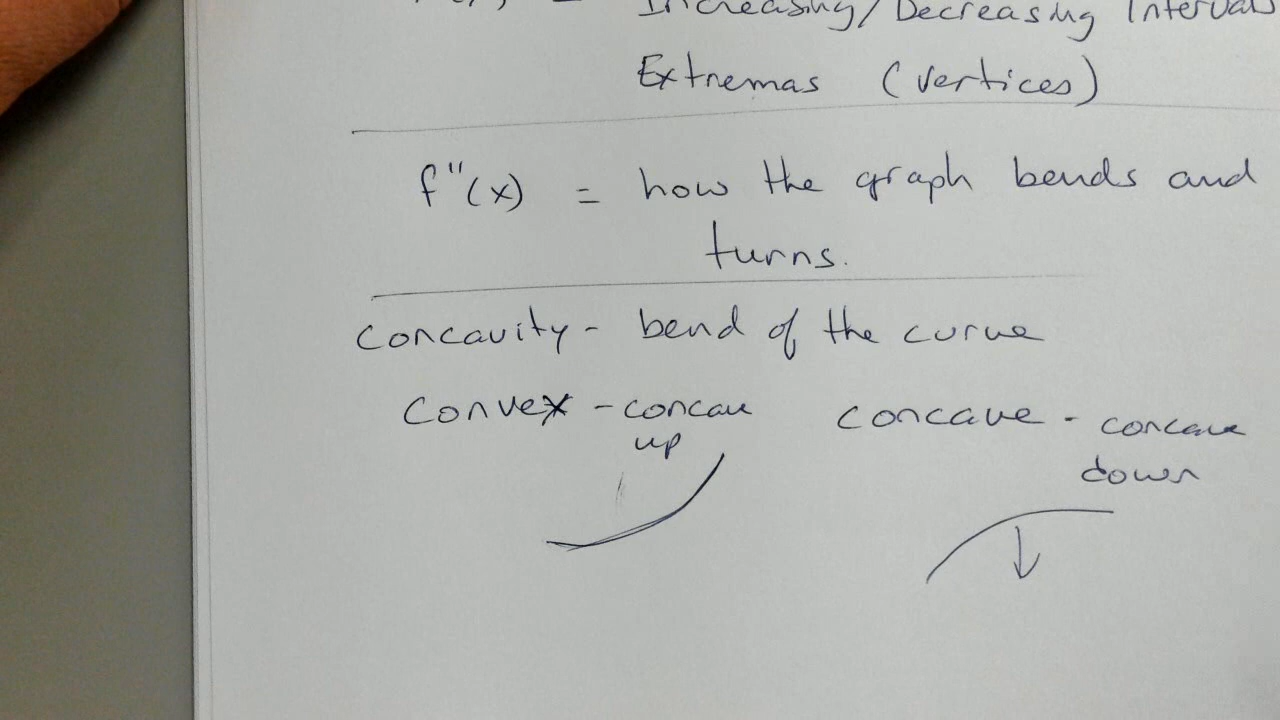 = Increasing/Decreasing Intervals
Extremas (vertices)
f"(x) = how the graph bends and
turns.
concavity - bend of the curve
convex - concave concave - concave
up down